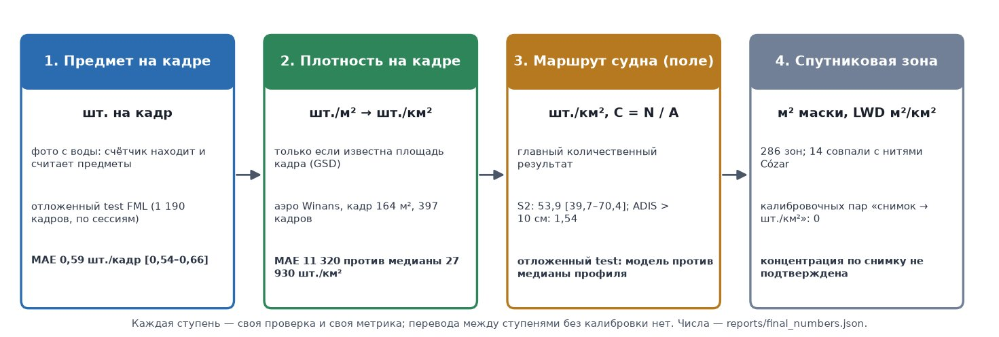 1. Предмет на кадре
шт. на кадр
фото с воды: счётчик находит и
считает предметы
отложенный test FML (1 190
кадров, по сессиям)
MAE 0,59 шт./кадр [0,54–0,66]
2. Плотность на кадре
шт./м² → шт./км²
только если известна площадь
кадра (GSD)
аэро Winans, кадр 164 м², 397
кадров
MAE 11 320 против медианы 27
930 шт./км²
3. Маршрут судна (поле)
шт./км², C = N / A
главный количественный
результат
S2: 53,9 [39,7–70,4]; ADIS >
10 см: 1,54
отложенный test: модель против
медианы профиля
4. Спутниковая зона
м² маски, LWD м²/км²
286 зон; 14 совпали с нитями
Cózar
калибровочных пар «снимок →
шт./км²»: 0
концентрация по снимку не
подтверждена
Каждая ступень — своя проверка и своя метрика; перевода между ступенями без калибровки нет. Числа — reports/final_numbers.json.